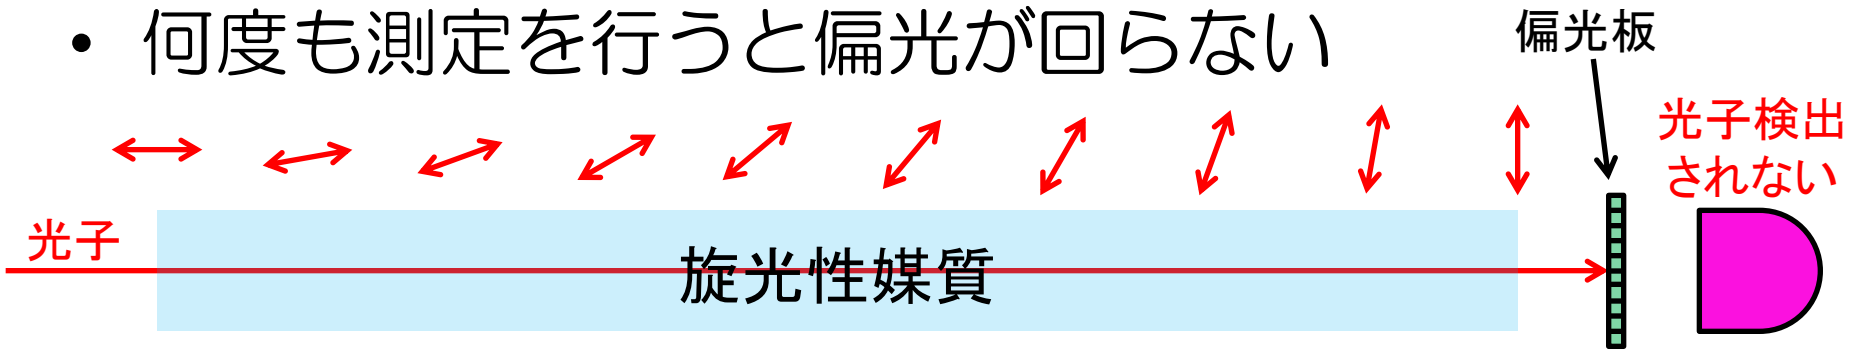 • 何度も測定を行うと偏光が回らない
偏光板
光子検出
されない
光子
旋光性媒質